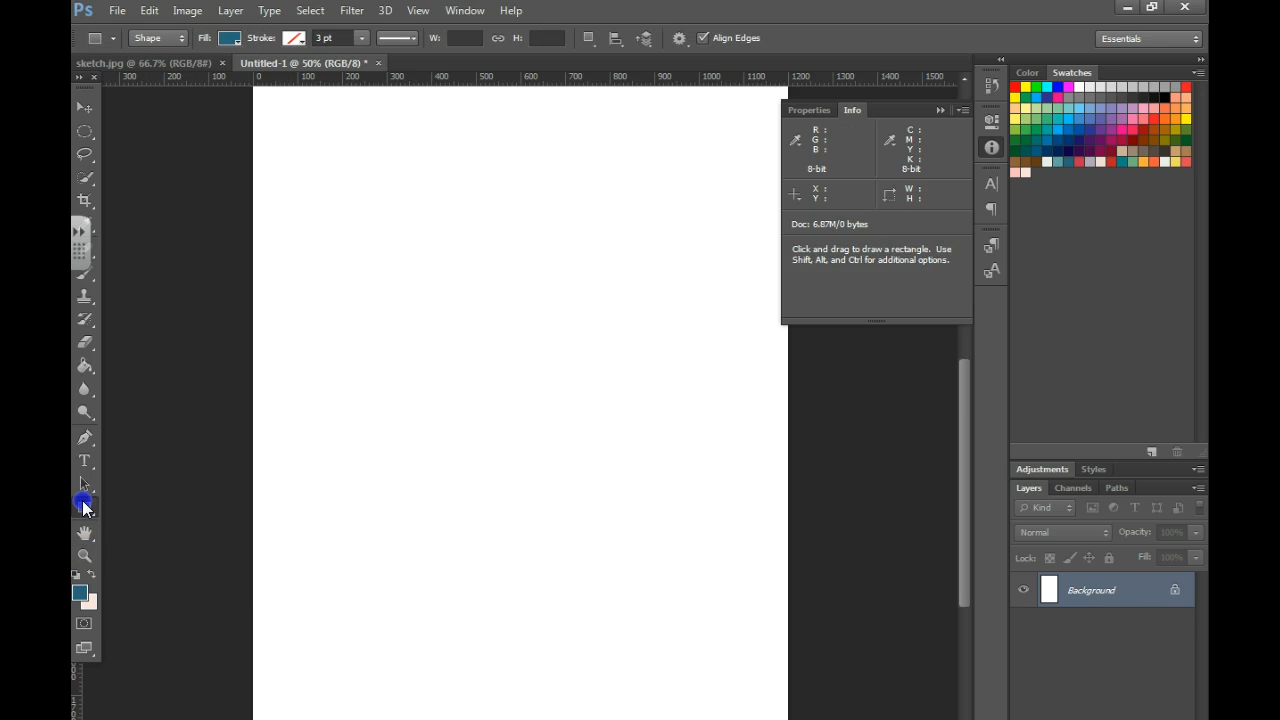 Ps File Edit Image Layer Type Select Filter 3D View Window Help
Shape Fill: Stroke: 3 pt W: H: Align Edges Essentials
sketch.jpg @ 66.7% (RGB/8#) × Untitled-1 @ 50% (RGB/8) * ×
300 200 100 0 100 200 300 400 500 600 700 800 900 1000 1100 1200 1300 1400 1500
Color Swatches
Properties Info
R : C :
G : M :
B : Y :
K :
8-bit 8-bit
X : W :
Y : H :
Doc: 6.87M/0 bytes
Click and drag to draw a rectangle. Use
Shift, Alt, and Ctrl for additional options.
Adjustments Styles
Layers Channels Paths
Kind
Normal Opacity: 100%
Lock: Fill: 100%
Background